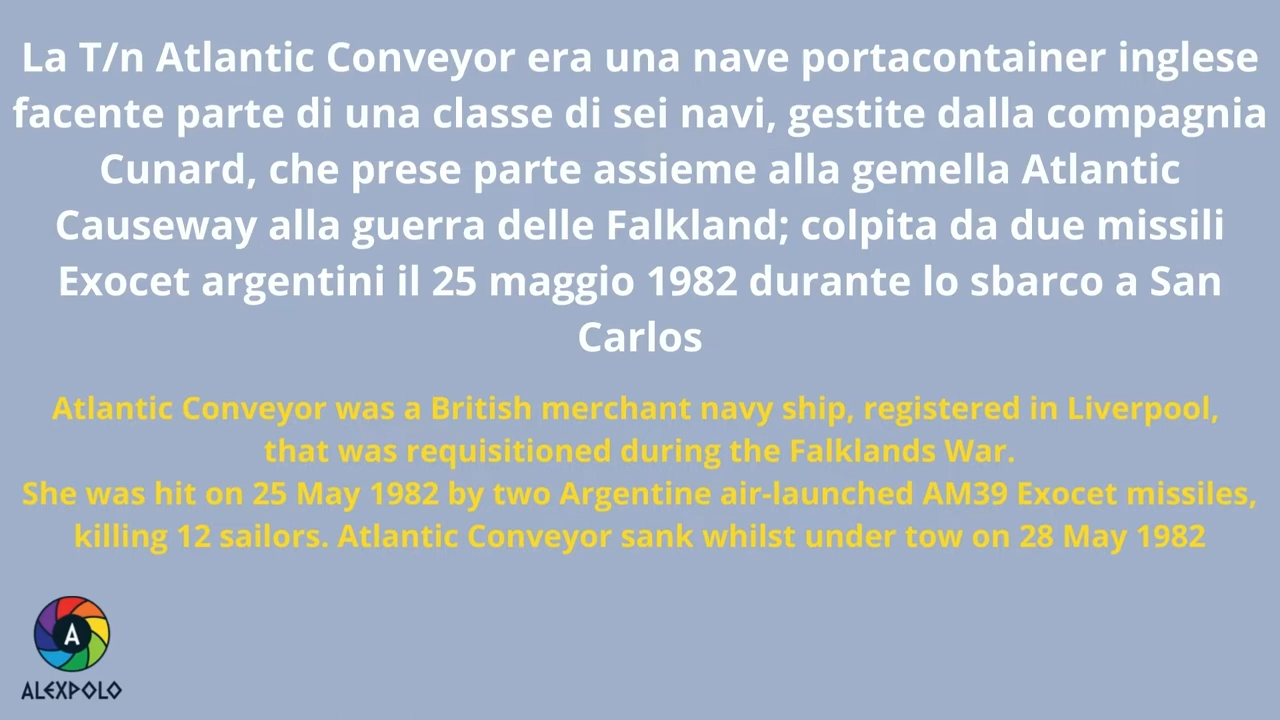 La T/n Atlantic Conveyor era una nave portacontainer inglese
facente parte di una classe di sei navi, gestite dalla compagnia
Cunard, che prese parte assieme alla gemella Atlantic
Causeway alla guerra delle Falkland; colpita da due missili
Exocet argentini il 25 maggio 1982 durante lo sbarco a San
Carlos
Atlantic Conveyor was a British merchant navy ship, registered in Liverpool,
that was requisitioned during the Falklands War.
She was hit on 25 May 1982 by two Argentine air-launched AM39 Exocet missiles,
killing 12 sailors. Atlantic Conveyor sank whilst under tow on 28 May 1982
A
ALEXPOLO